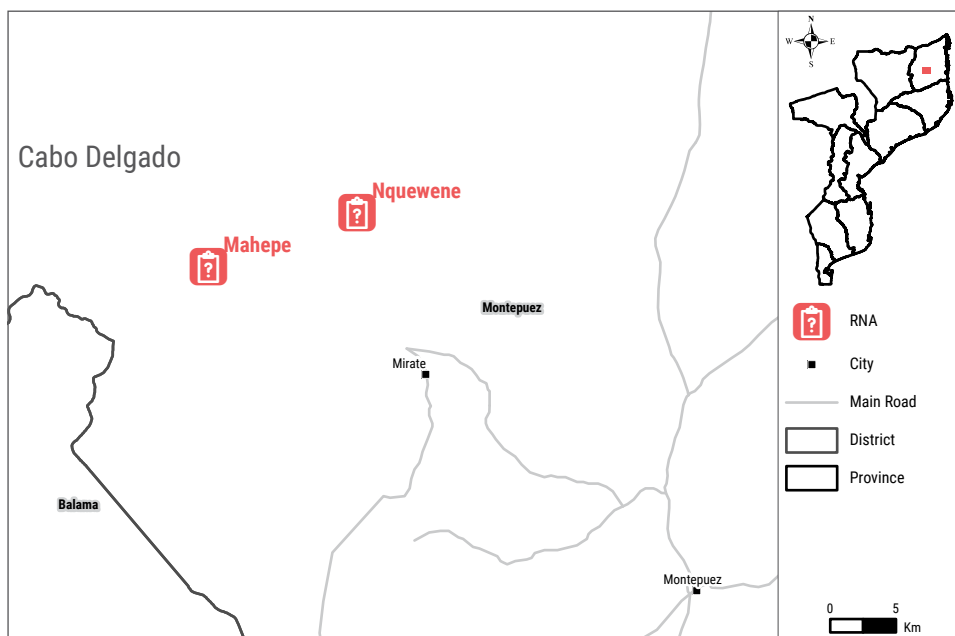 Cabo Delgado
Nquewene
?
Mahepe
?
Montepuez
Mirate
Balama
Montepuez
N
W E
S
? RNA
City
Main Road
District
Province
0 5
Km